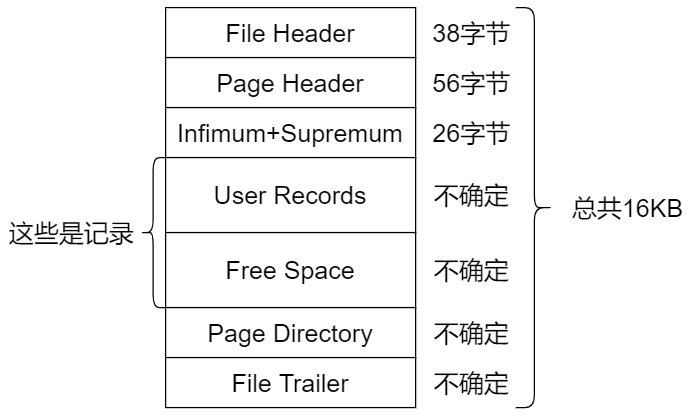 File Header 38字节
Page Header 56字节
Infimum+Supremum 26字节
User Records 不确定
这些是记录
总共16KB
Free Space 不确定
Page Directory 不确定
File Trailer 不确定